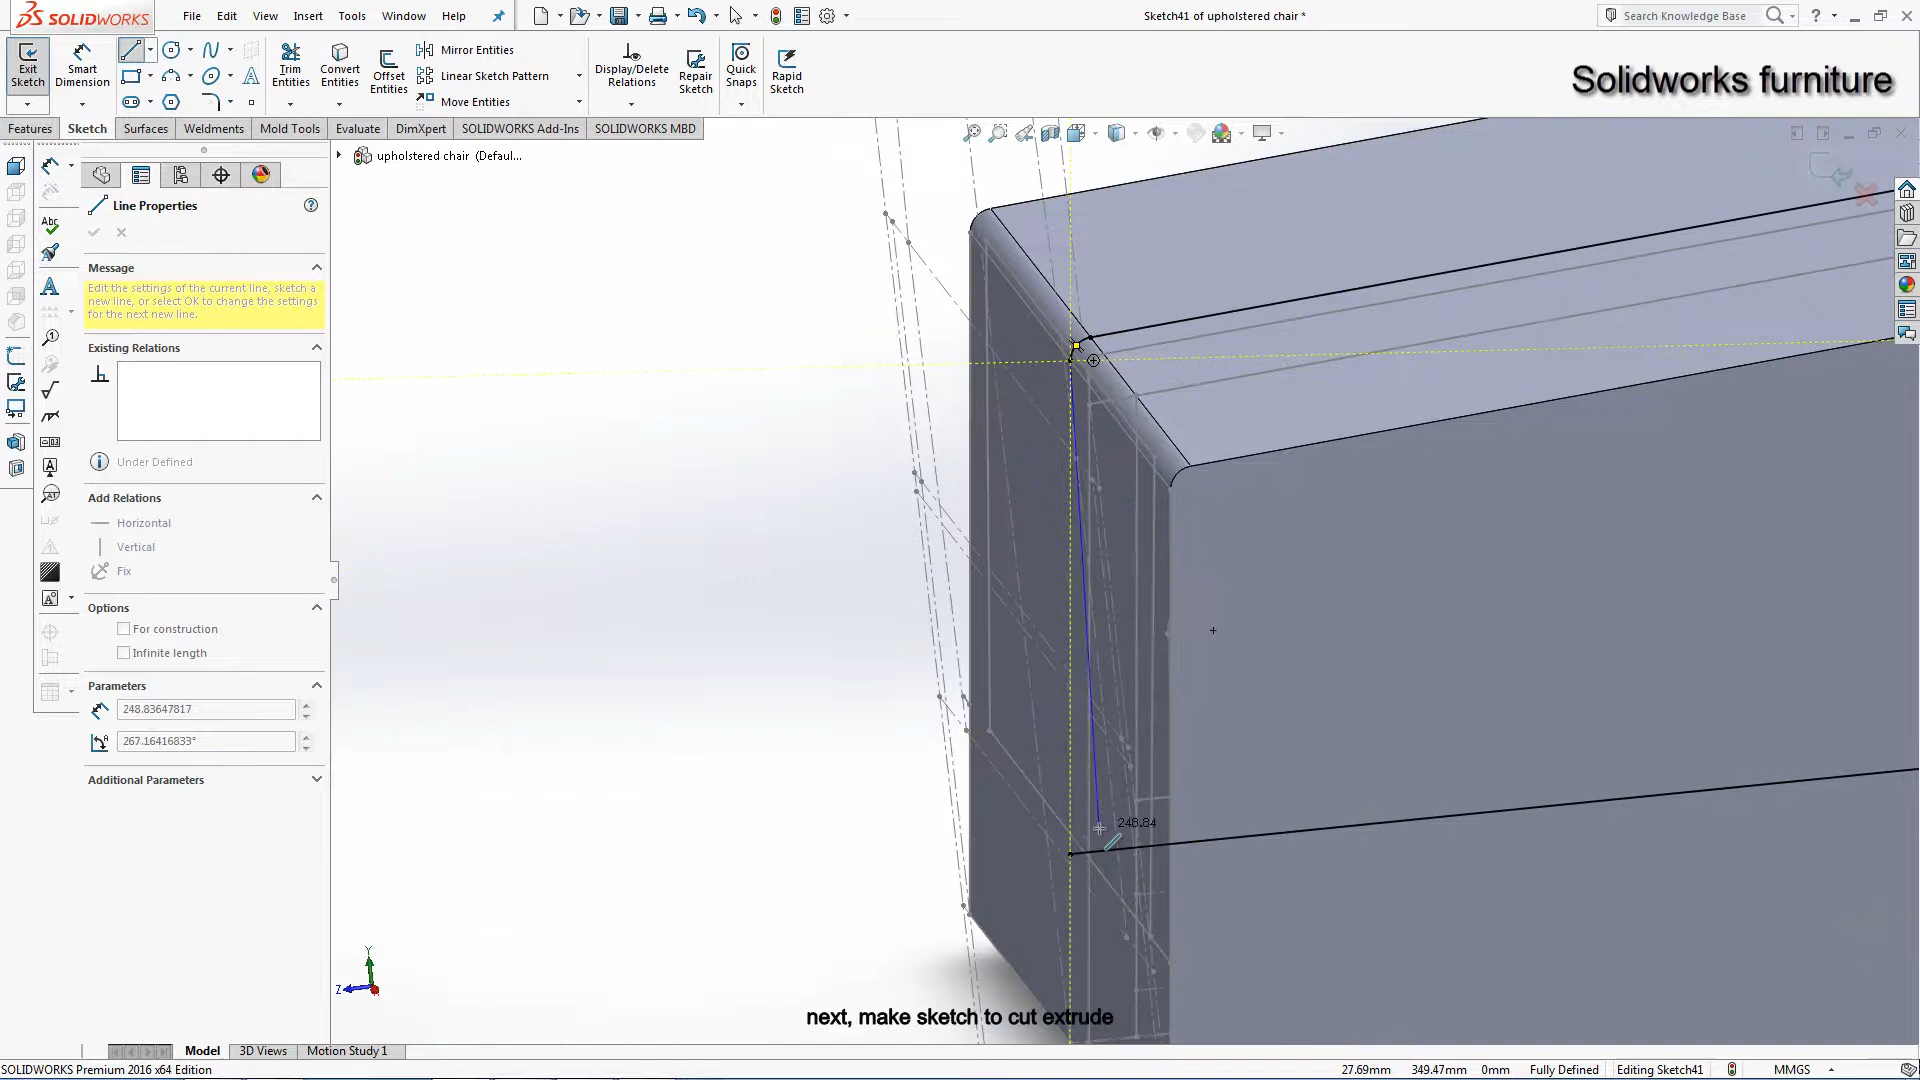 SOLIDWORKS
File Edit View Insert Tools Window Help
Sketch41 of upholstered chair *
Search Knowledge Base
Exit Sketch
Smart Dimension
Trim Entities
Convert Entities
Offset Entities
Mirror Entities
Linear Sketch Pattern
Move Entities
Display/Delete Relations
Repair Sketch
Quick Snaps
Rapid Sketch
Solidworks furniture
Features Sketch Surfaces Weldments Mold Tools Evaluate DimXpert SOLIDWORKS Add-Ins SOLIDWORKS MBD
upholstered chair (Defaul...
Line Properties
Message
Edit the settings of the current line, sketch a
new line, or select OK to change the settings
for the next new line.
Existing Relations
Under Defined
Add Relations
Horizontal
Vertical
Fix
Options
For construction
Infinite length
Parameters
248.83647817
267.16416833°
Additional Parameters
248.84
Y
Z
next, make sketch to cut extrude
Model 3D Views Motion Study 1
SOLIDWORKS Premium 2016 x64 Edition
27.69mm 349.47mm 0mm Fully Defined Editing Sketch41 MMGS